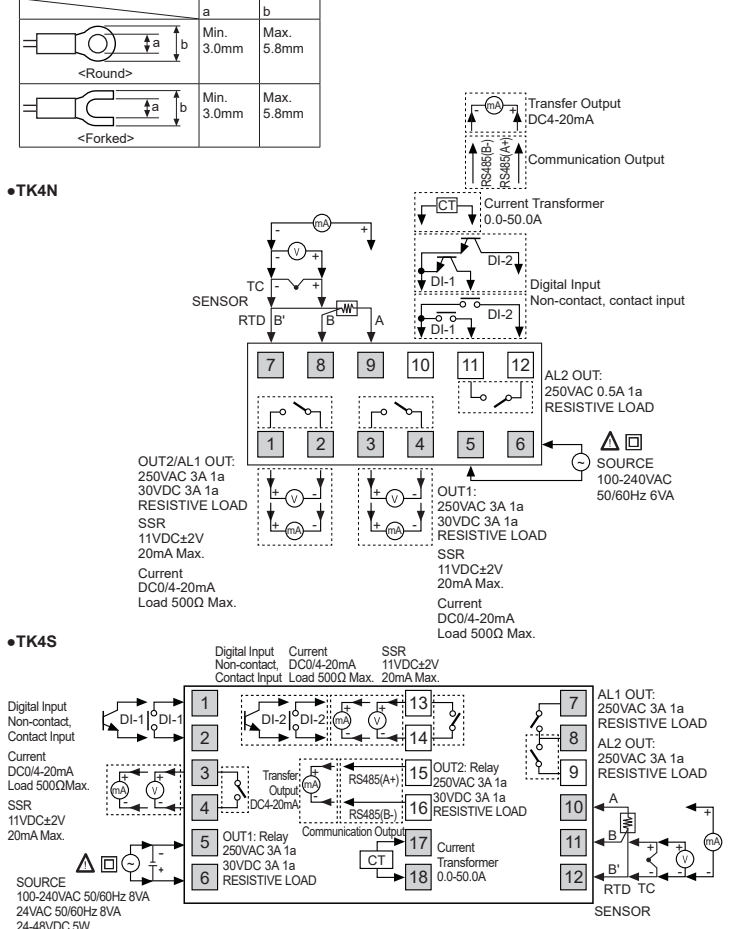 a b
a b Min. 3.0mm Max. 5.8mm
<Round>
a b Min. 3.0mm Max. 5.8mm
<Forked>
●TK4N
- mA +
Transfer Output
DC4-20mA
RS485(B-)
RS485(A+)
Communication Output
CT
Current Transformer
0.0-50.0A
DI-2
DI-1
Digital Input
Non-contact, contact input
DI-2
DI-1
- mA +
- V +
TC - +
SENSOR
RTD B' B A
7 8 9 10 11 12
AL2 OUT:
250VAC 0.5A 1a
RESISTIVE LOAD
1 2 3 4 5 6
SOURCE
100-240VAC
50/60Hz 6VA
+ V -
+ mA -
+ V -
+ mA -
OUT2/AL1 OUT:
250VAC 3A 1a
30VDC 3A 1a
RESISTIVE LOAD
SSR
11VDC±2V
20mA Max.
Current
DC0/4-20mA
Load 500Ω Max.
OUT1:
250VAC 3A 1a
30VDC 3A 1a
RESISTIVE LOAD
SSR
11VDC±2V
20mA Max.
Current
DC0/4-20mA
Load 500Ω Max.
●TK4S
Digital Input
Non-contact,
Contact Input
Current
DC0/4-20mA
Load 500Ω Max.
SSR
11VDC±2V
20mA Max.
Digital Input
Non-contact,
Contact Input
DI-1 DI-1
1
2
DI-2 DI-2
+ mA -
+ V -
13
14
7
8
9
AL1 OUT:
250VAC 3A 1a
RESISTIVE LOAD
AL2 OUT:
250VAC 3A 1a
RESISTIVE LOAD
Current
DC0/4-20mA
Load 500ΩMax.
SSR
11VDC±2V
20mA Max.
+ mA -
+ V -
3
4
Transfer
Output
DC4-20mA
+ mA -
RS485(A+)
RS485(B-)
Communication Output
15
16
OUT2: Relay
250VAC 3A 1a
30VDC 3A 1a
RESISTIVE LOAD
- +
5
6
OUT1: Relay
250VAC 3A 1a
30VDC 3A 1a
RESISTIVE LOAD
CT
17
18
Current
Transformer
0.0-50.0A
10
11
12
A
B
B'
+ -
+ V -
+ mA -
RTD TC
SENSOR
SOURCE
100-240VAC 50/60Hz 8VA
24VAC 50/60Hz 8VA
24-48VDC 5W